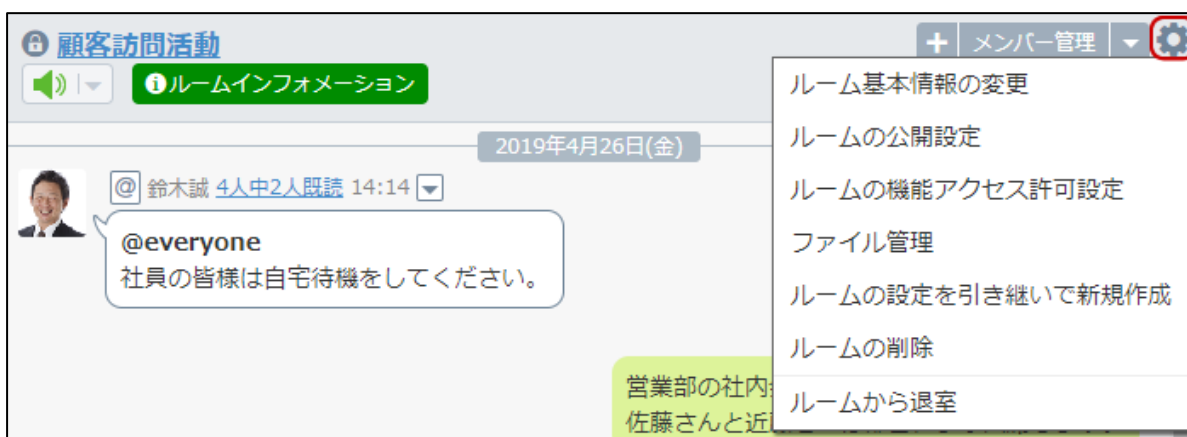 顧客訪問活動
メンバー管理
ルームインフォメーション
2019年4月26日(金)
@ 鈴木誠 4人中2人既読 14:14
@everyone
社員の皆様は自宅待機をしてください。
営業部の社内
佐藤さんと近
ルーム基本情報の変更
ルームの公開設定
ルームの機能アクセス許可設定
ファイル管理
ルームの設定を引き継いで新規作成
ルームの削除
ルームから退室